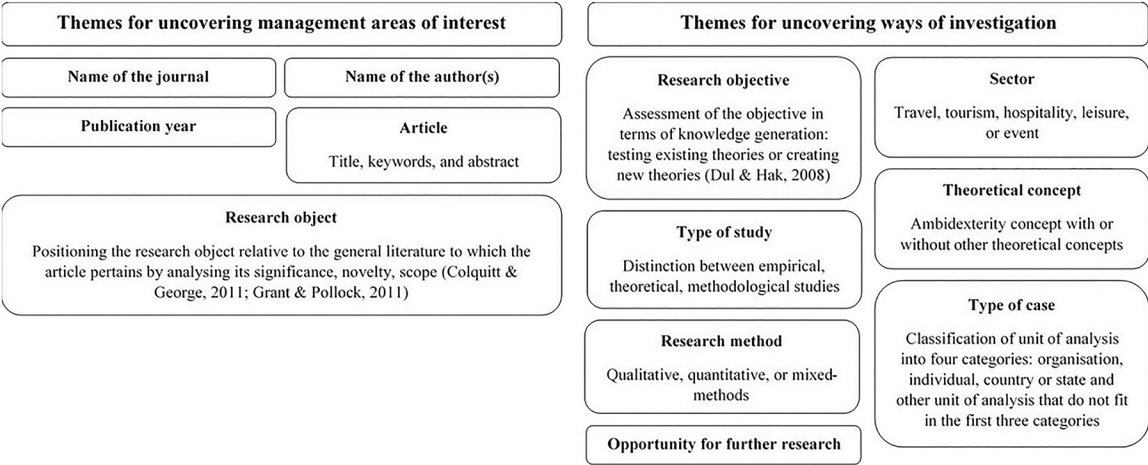 Themes for uncovering management areas of interest
Name of the journal
Name of the author(s)
Publication year
Article
Title, keywords, and abstract
Research object
Positioning the research object relative to the general literature to which the
article pertains by analysing its significance, novelty, scope (Colquitt &
George, 2011; Grant & Pollock, 2011)
Themes for uncovering ways of investigation
Research objective
Assessment of the objective in
terms of knowledge generation:
testing existing theories or creating
new theories (Dul & Hak, 2008)
Type of study
Distinction between empirical,
theoretical, methodological studies
Research method
Qualitative, quantitative, or mixed-
methods
Opportunity for further research
Sector
Travel, tourism, hospitality, leisure,
or event
Theoretical concept
Ambidexterity concept with or
without other theoretical concepts
Type of case
Classification of unit of analysis
into four categories: organisation,
individual, country or state and
other unit of analysis that do not fit
in the first three categories